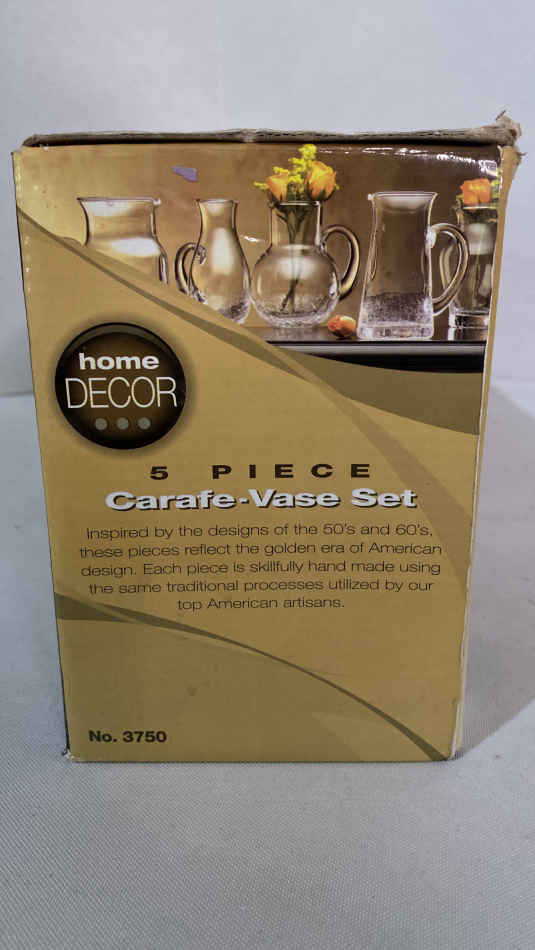 home
DECOR
5 PIECE
Carafe-Vase Set
Inspired by the designs of the 50's and 60's,
these pieces reflect the golden era of American
design. Each piece is skillfully hand made using
the same traditional processes utilized by our
top American artisans.
No. 3750